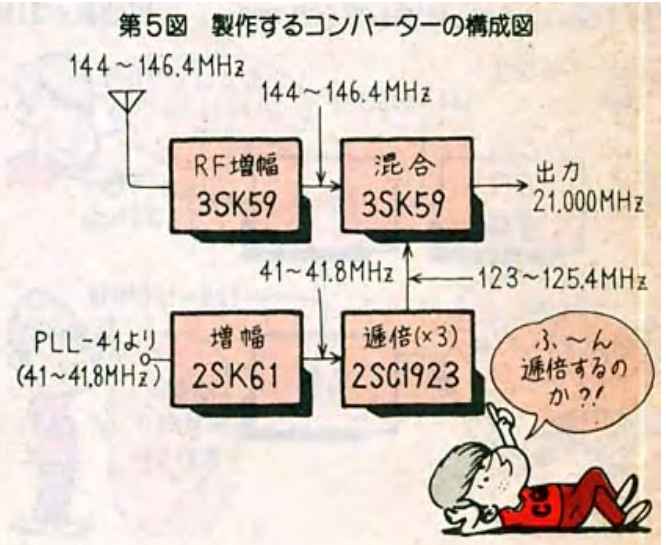 第5図 製作するコンバーターの構成図
144～146.4MHz
144～146.4MHz
RF増幅
3SK59
混合
3SK59
出力
21.000MHz
41～41.8MHz
123～125.4MHz
PLL-41より
(41～41.8MHz)
増幅
2SK61
逓倍(×3)
2SC1923
ふ～ん
逓倍するの
か?!
CQ